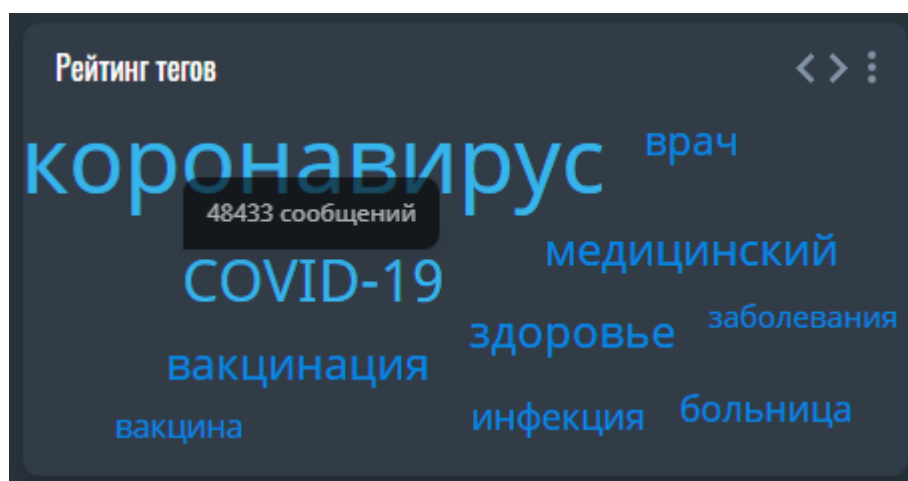 Рейтинг тегов
коронавирус
врач
48433 сообщений
медицинский
COVID-19
здоровье
заболевания
вакцинация
инфекция
больница
вакцина